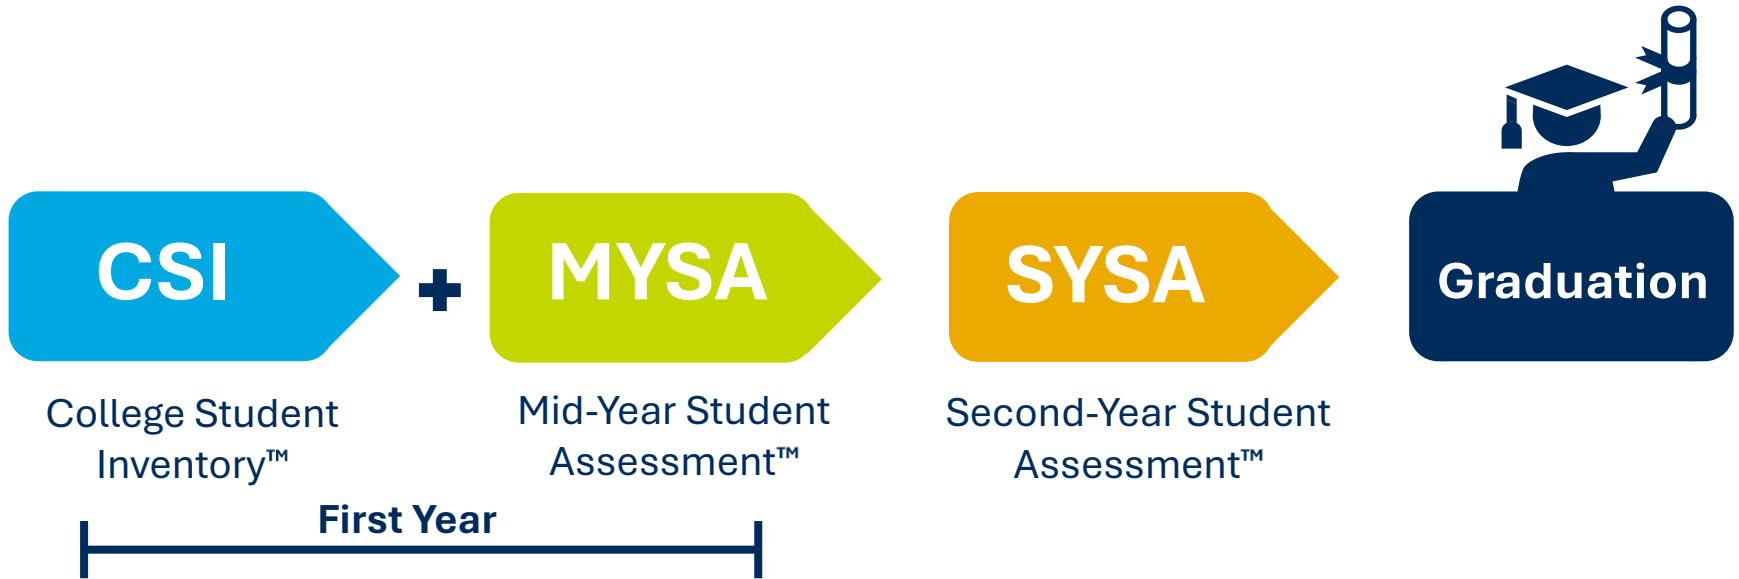 CSI
+
MYSA
SYSA
Graduation
College Student
Inventory™
Mid-Year Student
Assessment™
Second-Year Student
Assessment™
First Year